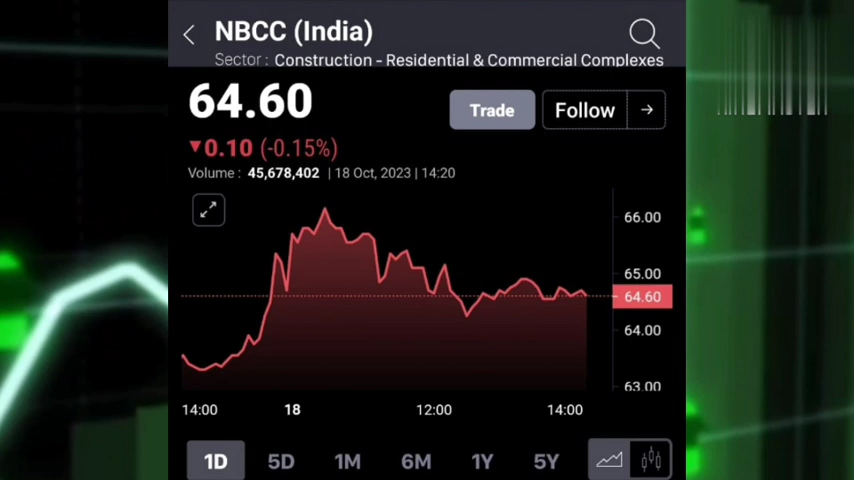 NBCC (India)
Sector : Construction - Residential & Commercial Complexes
64.60
Trade
Follow
▼0.10 (-0.15%)
Volume : 45,678,402 | 18 Oct, 2023 | 14:20
66.00
65.00
64.60
64.00
63.00
14:00 18 12:00 14:00
1D 5D 1M 6M 1Y 5Y